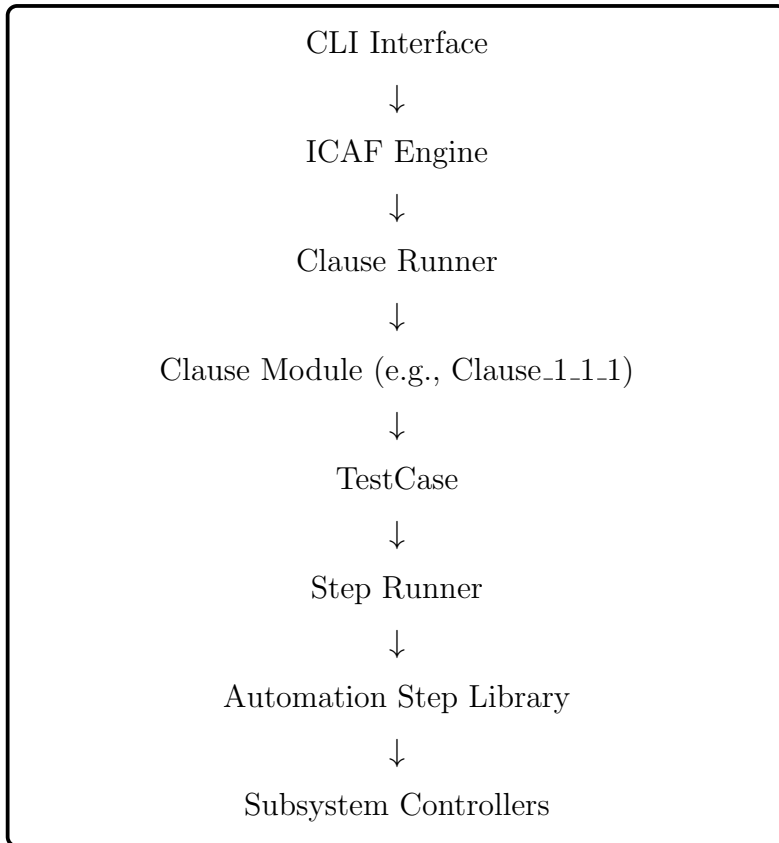 CLI Interface
↓
ICAF Engine
↓
Clause Runner
↓
Clause Module (e.g., Clause_1_1_1)
↓
TestCase
↓
Step Runner
↓
Automation Step Library
↓
Subsystem Controllers